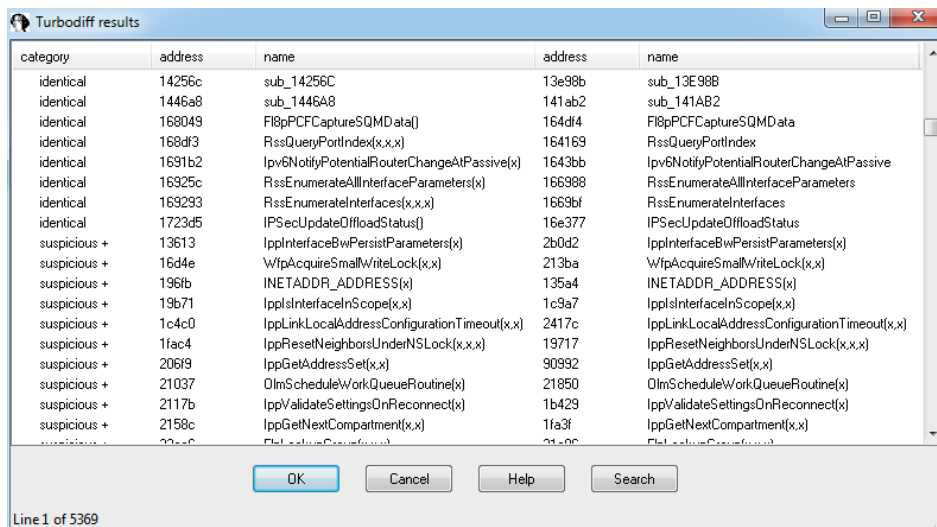 Turbodiff results
category address name address name
identical 14256c sub_14256C 13e98b sub_13E98B
identical 1446a8 sub_1446A8 141ab2 sub_141AB2
identical 168049 Fl8pPCFCaptureSQMData() 164df4 Fl8pPCFCaptureSQMData
identical 168df3 RssQueryPortIndex(x,x,x) 164169 RssQueryPortIndex
identical 1691b2 Ipv6NotifyPotentialRouterChangeAtPassive(x) 1643bb Ipv6NotifyPotentialRouterChangeAtPassive
identical 16925c RssEnumerateAllInterfaceParameters(x) 166988 RssEnumerateAllInterfaceParameters
identical 169293 RssEnumerateInterfaces(x,x,x) 1669bf RssEnumerateInterfaces
identical 1723d5 IPSecUpdateOffloadStatus() 16e377 IPSecUpdateOffloadStatus
suspicious + 13613 IppInterfaceBwPersistParameters(x) 2b0d2 IppInterfaceBwPersistParameters(x)
suspicious + 16d4e WfpAcquireSmallWriteLock(x,x) 213ba WfpAcquireSmallWriteLock(x,x)
suspicious + 196fb INETADDR_ADDRESS(x) 135a4 INETADDR_ADDRESS(x)
suspicious + 19b71 IppIsInterfaceInScope(x,x) 1c9a7 IppIsInterfaceInScope(x,x)
suspicious + 1c4c0 IppLinkLocalAddressConfigurationTimeout(x,x) 2417c IppLinkLocalAddressConfigurationTimeout(x,x)
suspicious + 1fac4 IppResetNeighborsUnderNSLock(x,x,x) 19717 IppResetNeighborsUnderNSLock(x,x,x)
suspicious + 206f9 IppGetAddressSet(x,x) 90992 IppGetAddressSet(x,x)
suspicious + 21037 OlmScheduleWorkQueueRoutine(x) 21850 OlmScheduleWorkQueueRoutine(x)
suspicious + 2117b IppValidateSettingsOnReconnect(x) 1b429 IppValidateSettingsOnReconnect(x)
suspicious + 2158c IppGetNextCompartment(x,x) 1fa3f IppGetNextCompartment(x,x)
OK Cancel Help Search
Line 1 of 5369